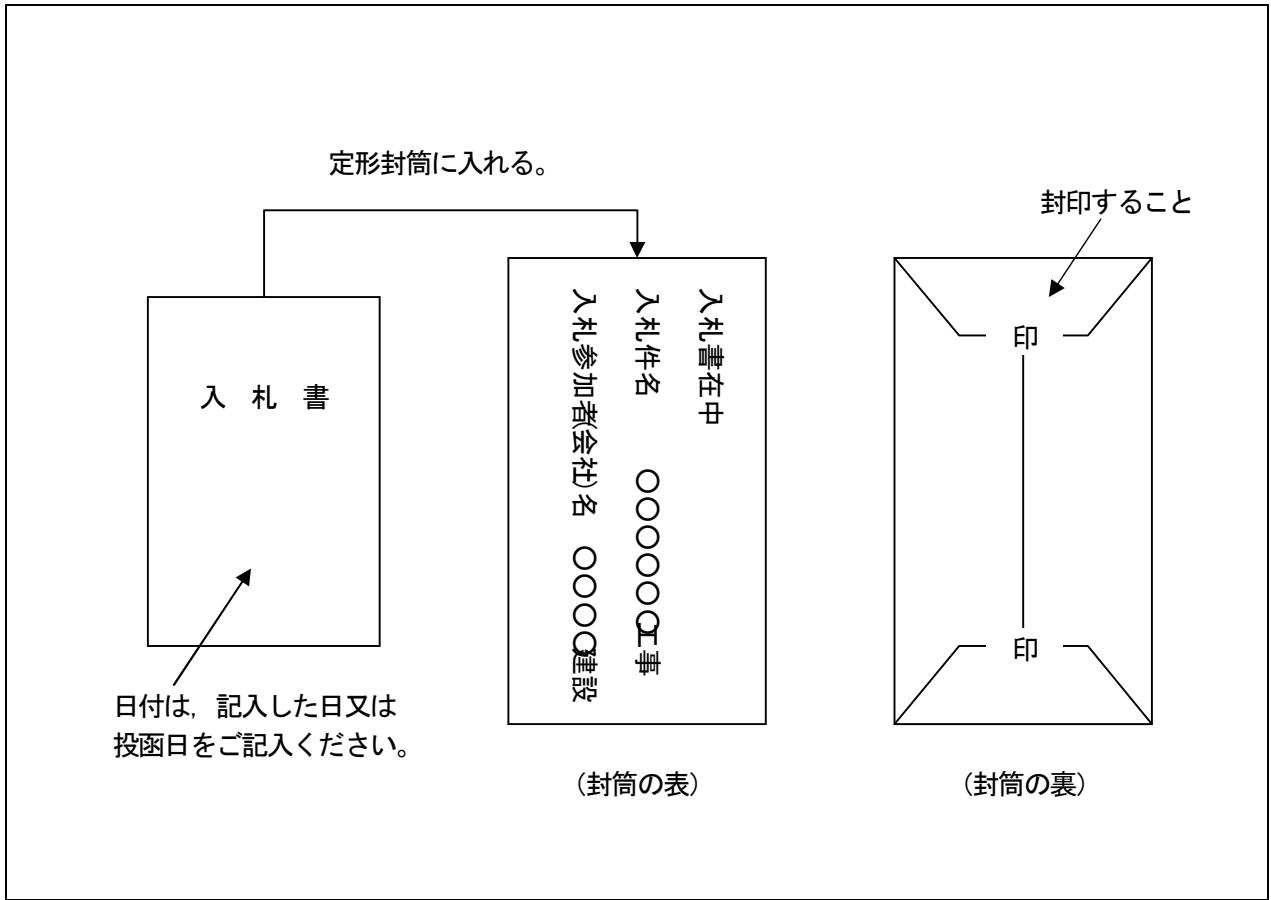 定形封筒に入れる。
封印すること
入　札　書
入札書在中
入札件名　　〇〇〇〇〇〇工事
入札参加者(会社)名　〇〇〇〇建設
印
印
日付は，記入した日又は
投函日をご記入ください。
（封筒の表）
（封筒の裏）